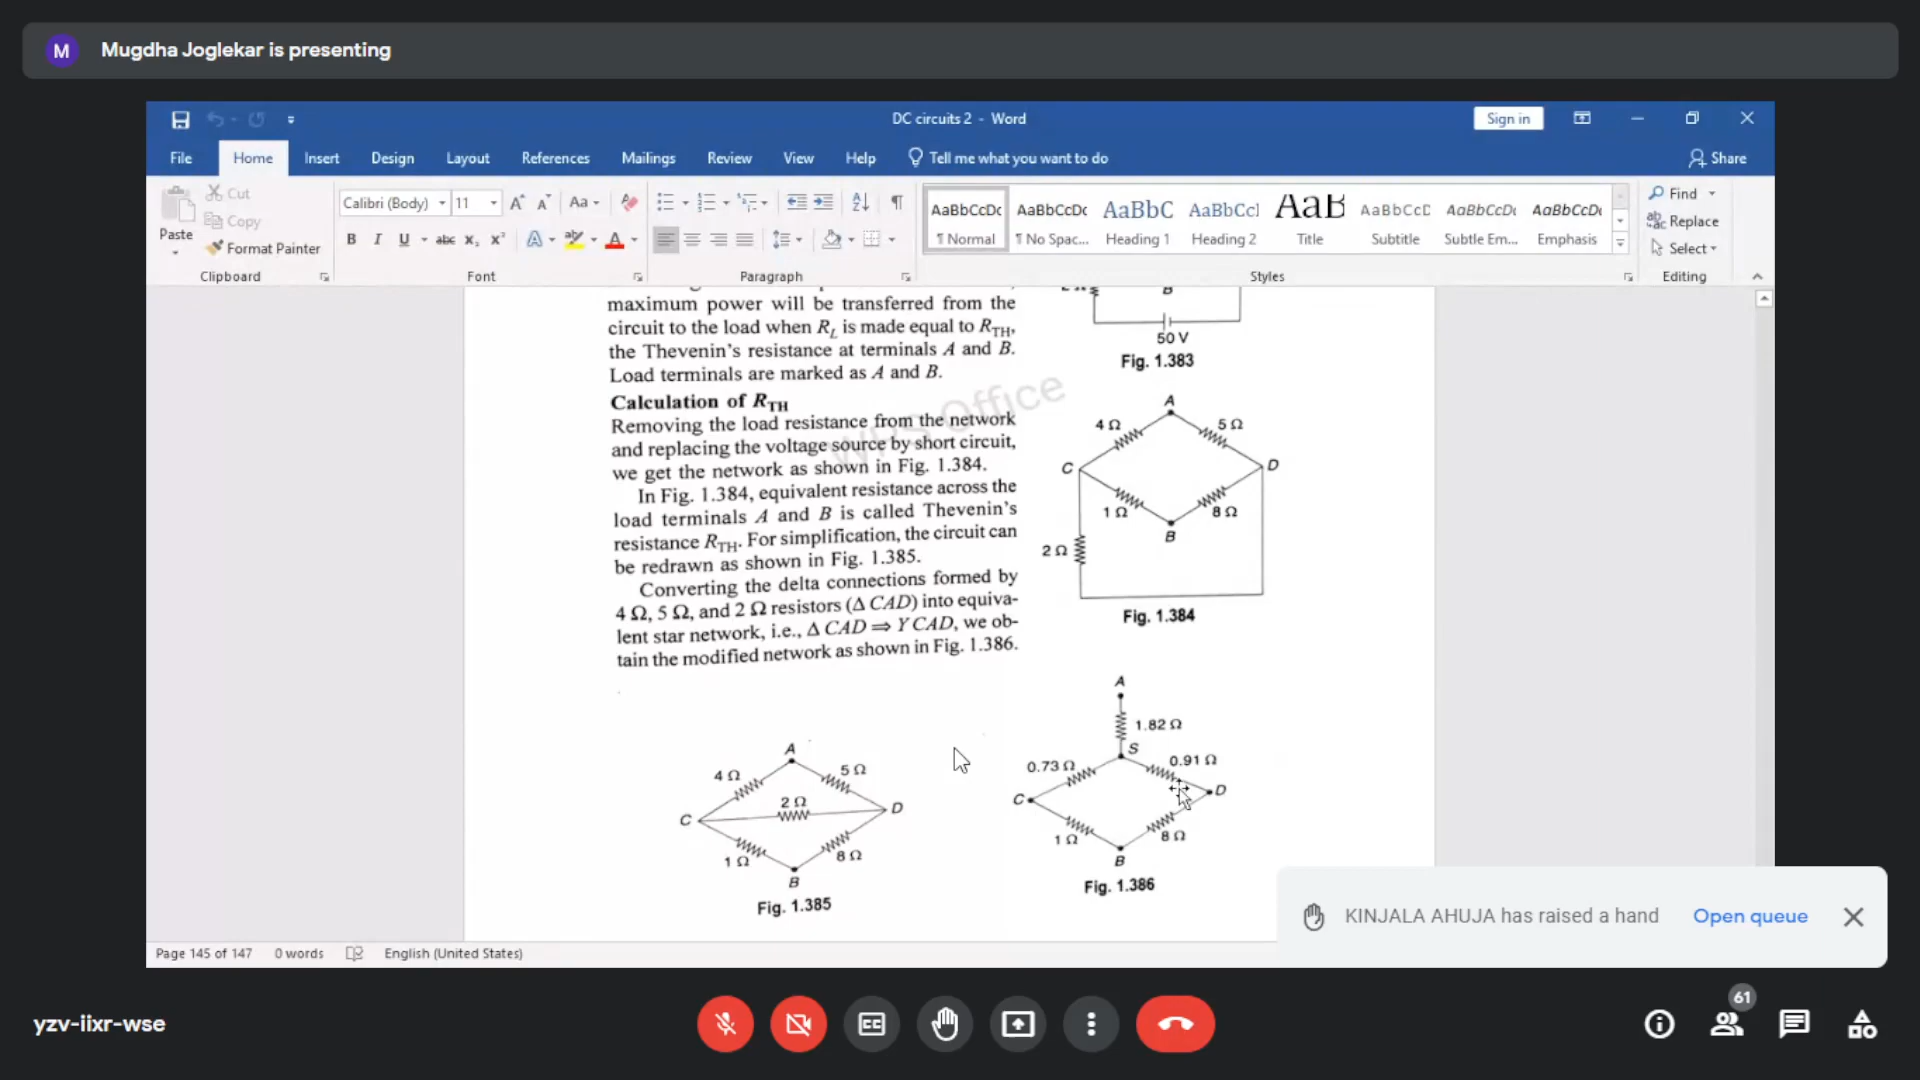 M
Mugdha Joglekar is presenting
DC circuits 2 - Word
Sign in
File Home Insert Design Layout References Mailings Review View Help Tell me what you want to do Share
Paste
Cut
Copy
Format Painter
Clipboard
Calibri (Body) 11
Aa
B I U abc x₂ x² A A
Font
Paragraph
AaBbCcDc AaBbCcDc AaBbC AaBbCcI AaB AaBbCcD AaBbCcDc AaBbCcDc
¶ Normal ¶ No Spac... Heading 1 Heading 2 Title Subtitle Subtle Em... Emphasis
Styles
Find
Replace
Select
Editing
maximum power will be transferred from the
circuit to the load when R_L is made equal to R_TH,
the Thevenin's resistance at terminals A and B.
Load terminals are marked as A and B.
Calculation of R_TH
Removing the load resistance from the network
and replacing the voltage source by short circuit,
we get the network as shown in Fig. 1.384.
In Fig. 1.384, equivalent resistance across the
load terminals A and B is called Thevenin's
resistance R_TH. For simplification, the circuit can
be redrawn as shown in Fig. 1.385.
Converting the delta connections formed by
4 Ω, 5 Ω, and 2 Ω resistors (Δ CAD) into equiva-
lent star network, i.e., Δ CAD ⇒ Y CAD, we ob-
tain the modified network as shown in Fig. 1.386.
WPS Office
B
50 V
Fig. 1.383
A
4 Ω 5 Ω
C D
1 Ω 8 Ω
B
2 Ω
Fig. 1.384
A
4 Ω 5 Ω
2 Ω
C D
1 Ω 8 Ω
B
Fig. 1.385
A
1.82 Ω
S
0.73 Ω 0.91 Ω
C D
1 Ω 8 Ω
B
Fig. 1.386
KINJALA AHUJA has raised a hand Open queue
Page 145 of 147 0 words English (United States)
yzv-iixr-wse
CC
61